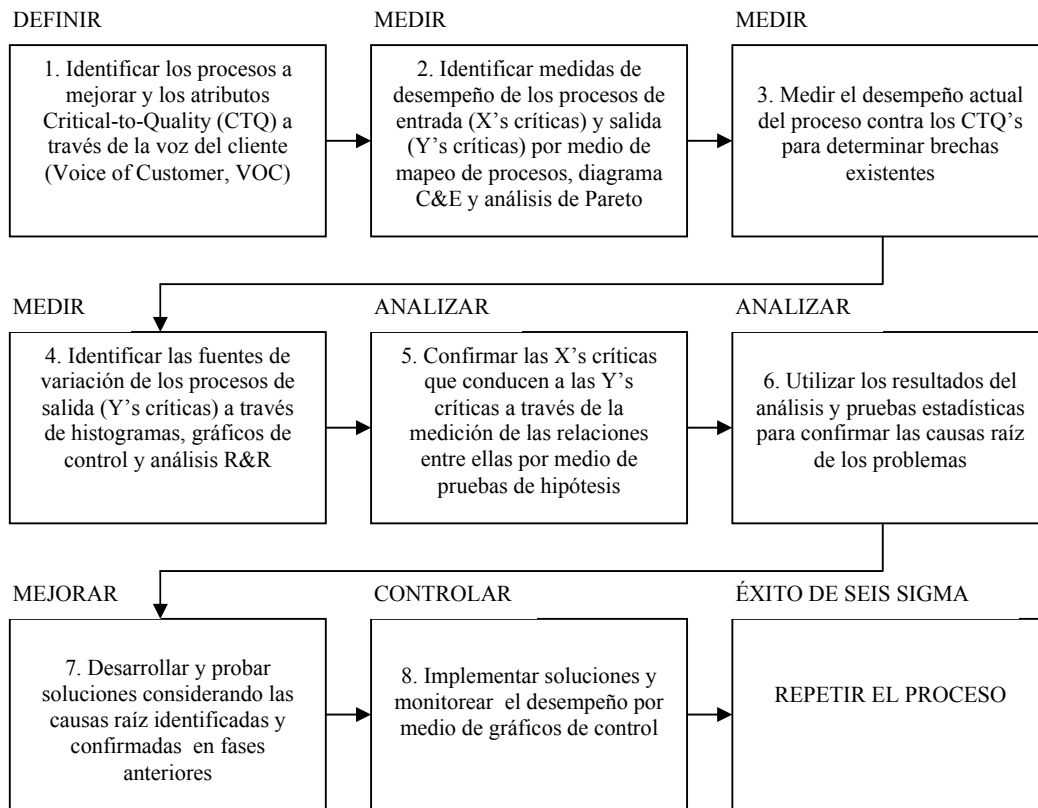 DEFINIR
1. Identificar los procesos a
mejorar y los atributos
Critical-to-Quality (CTQ) a
través de la voz del cliente
(Voice of Customer, VOC)
MEDIR
2. Identificar medidas de
desempeño de los procesos de
entrada (X’s críticas) y salida
(Y’s críticas) por medio de
mapeo de procesos, diagrama
C&E y análisis de Pareto
MEDIR
3. Medir el desempeño actual
del proceso contra los CTQ’s
para determinar brechas
existentes
MEDIR
4. Identificar las fuentes de
variación de los procesos de
salida (Y’s críticas) a través
de histogramas, gráficos de
control y análisis R&R
ANALIZAR
5. Confirmar las X’s críticas
que conducen a las Y’s
críticas a través de la
medición de las relaciones
entre ellas por medio de
pruebas de hipótesis
ANALIZAR
6. Utilizar los resultados del
análisis y pruebas estadísticas
para confirmar las causas raíz
de los problemas
MEJORAR
7. Desarrollar y probar
soluciones considerando las
causas raíz identificadas y
confirmadas en fases
anteriores
CONTROLAR
8. Implementar soluciones y
monitorear el desempeño por
medio de gráficos de control
ÉXITO DE SEIS SIGMA
REPETIR EL PROCESO